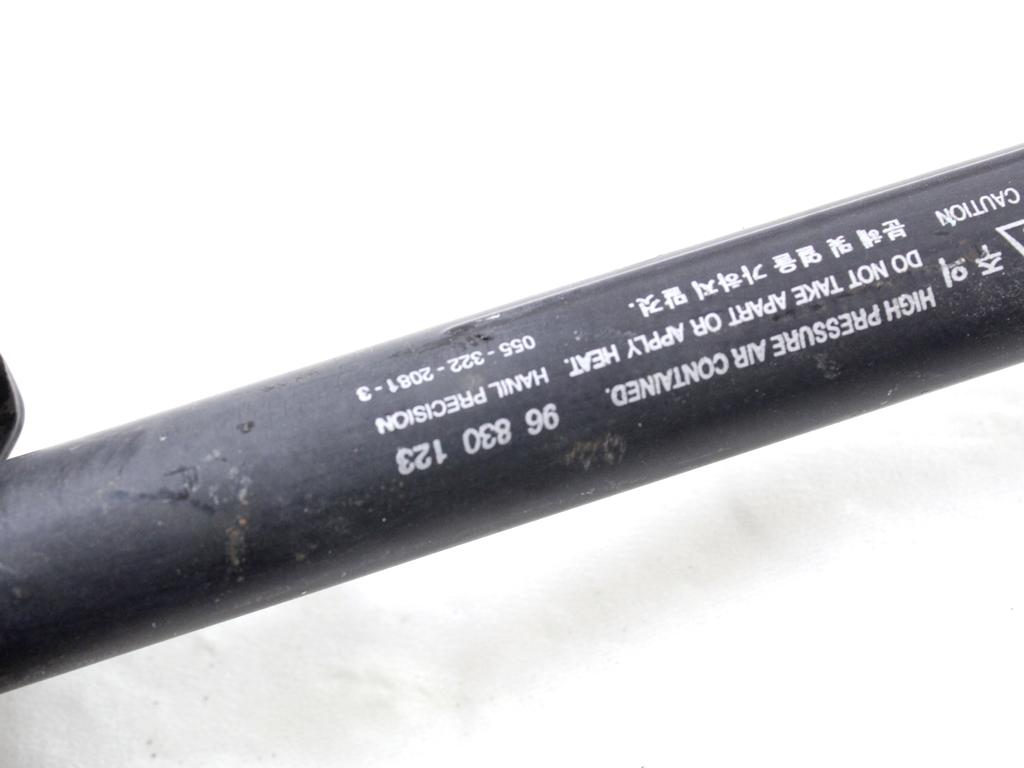 주의 CAUTION
HIGH PRESSURE AIR CONTAINED.
DO NOT TAKE APART OR APPLY HEAT.
분해 및 열을 가하지 말것.
96 830 123
HANIL PRECISION
055 - 322 - 2081 - 3